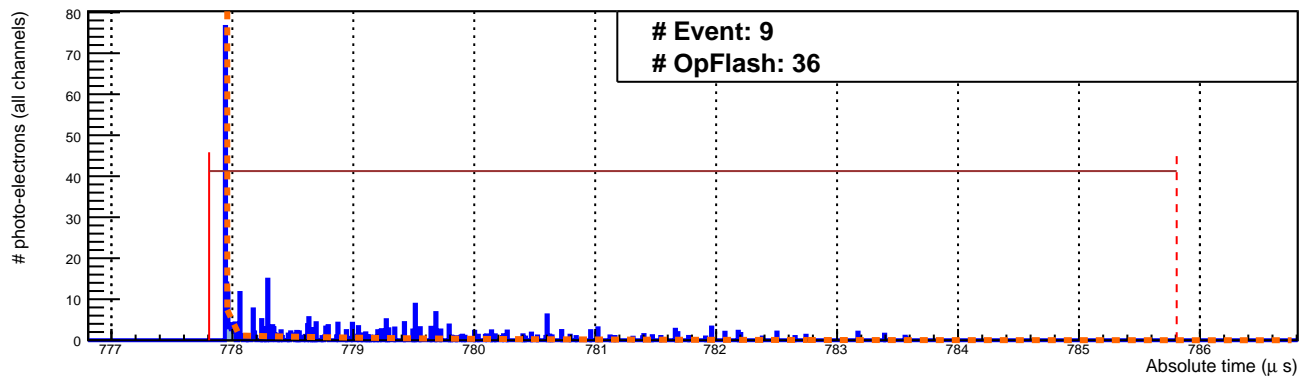 # photo-electrons (all channels)
80
70
60
50
40
30
20
10
0
# Event: 9
# OpFlash: 36
777 778 779 780 781 782 783 784 785 786
Absolute time (μ s)